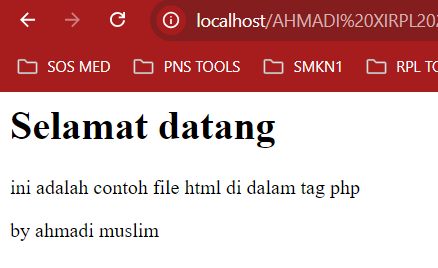 localhost/AHMADI%20XIRPL20
SOS MED PNS TOOLS SMKN1 RPL T
Selamat datang
ini adalah contoh file html di dalam tag php
by ahmadi muslim